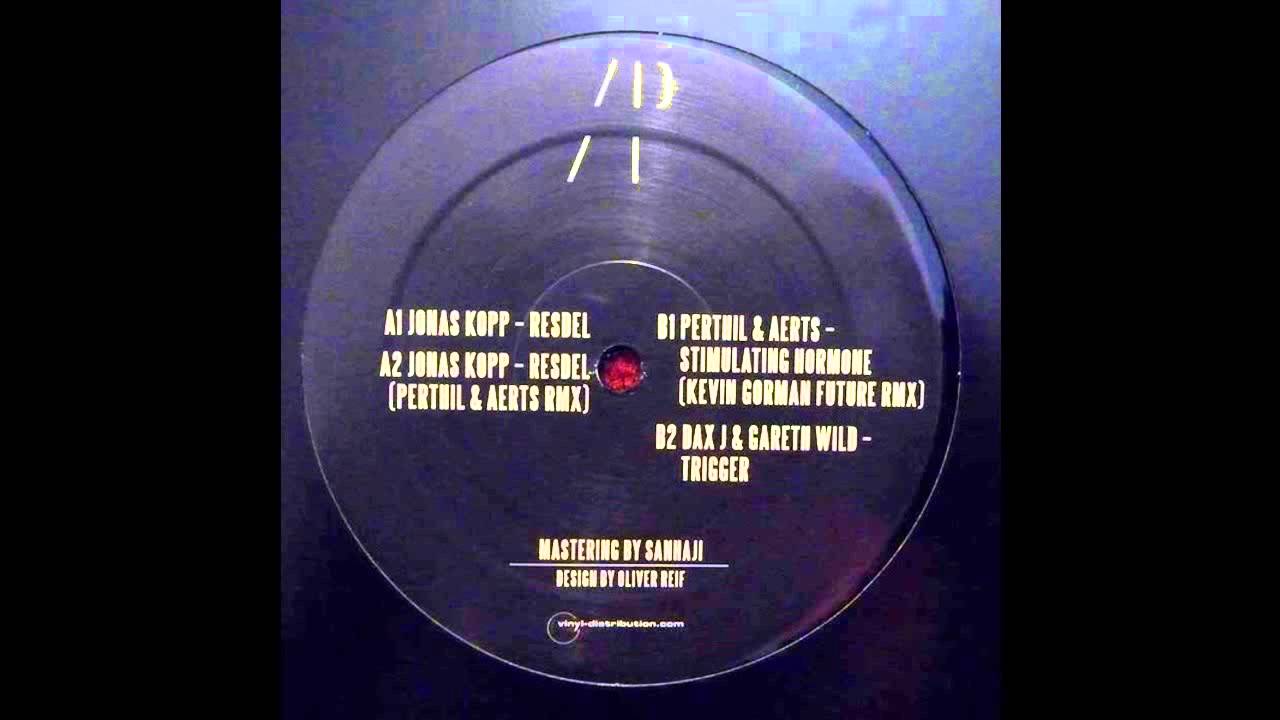 A1 JONAS KOPP – RESDEL
A2 JONAS KOPP – RESDEL
(PERTHIL & AERTS RMX)
B1 PERTHIL & AERTS –
STIMULATING HORMONE
(KEVIN GORMAN FUTURE RMX)
B2 DAX J & GARETH WILD –
TRIGGER
MASTERING BY SANHAJI
DESIGN BY OLIVER REIF
vinyl-distribution.com